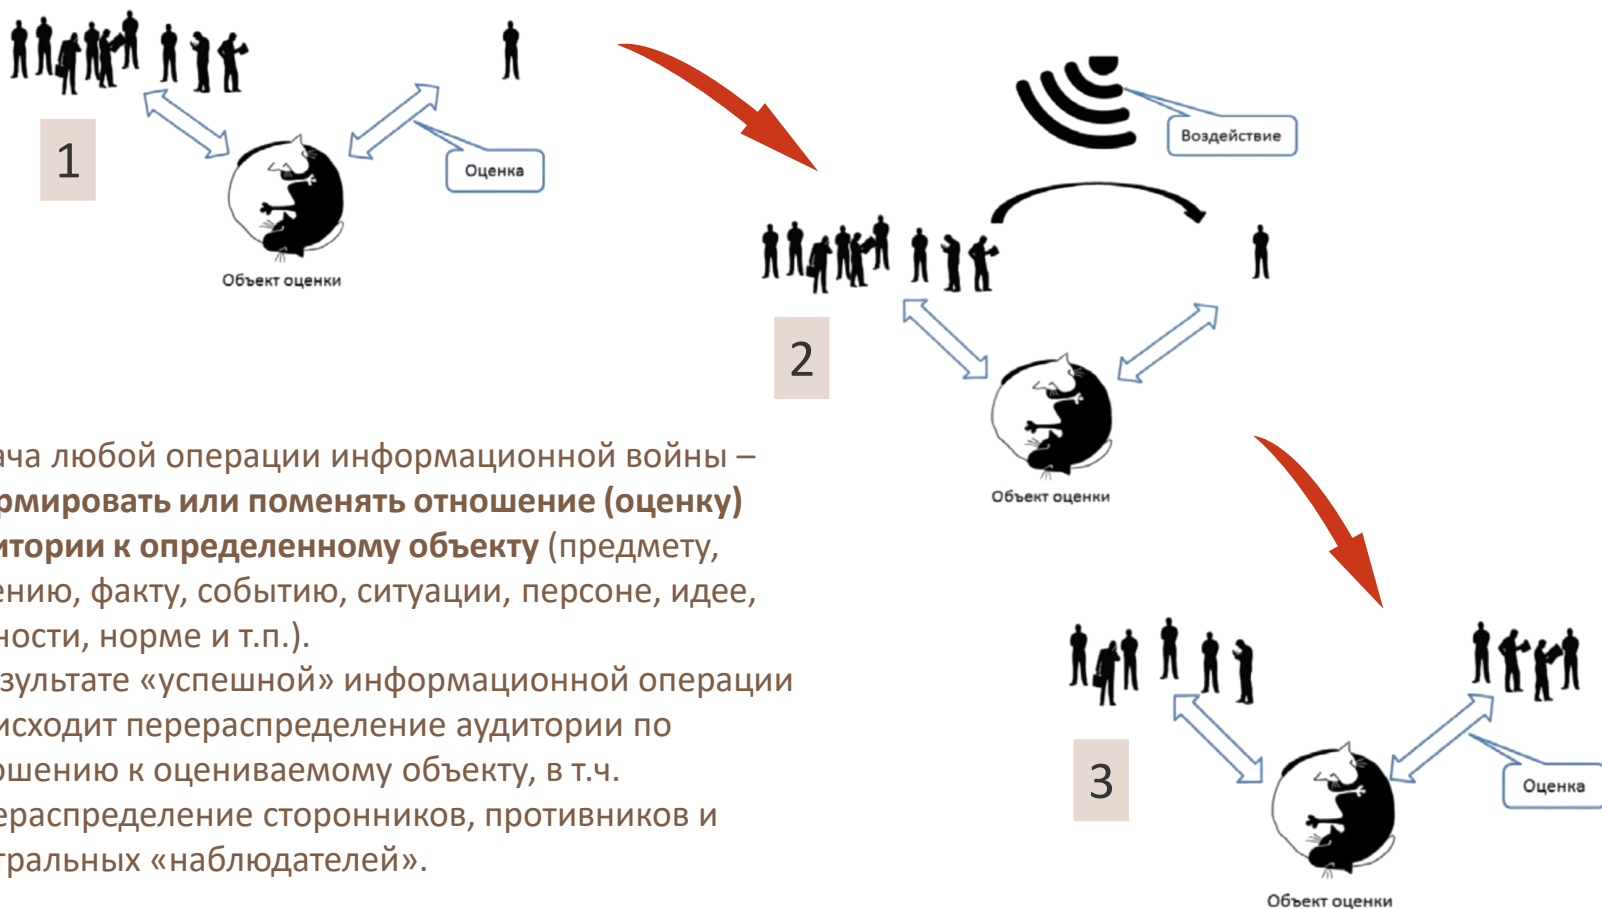 1
Оценка
Объект оценки
Воздействие
2
Объект оценки
ача любой операции информационной войны –
рмировать или поменять отношение (оценку)
итории к определенному объекту (предмету,
ению, факту, событию, ситуации, персоне, идее,
ности, норме и т.п.).
зультате «успешной» информационной операции
исходит перераспределение аудитории по
ошению к оцениваемому объекту, в т.ч.
ераспределение сторонников, противников и
тральных «наблюдателей».
3
Оценка
Объект оценки